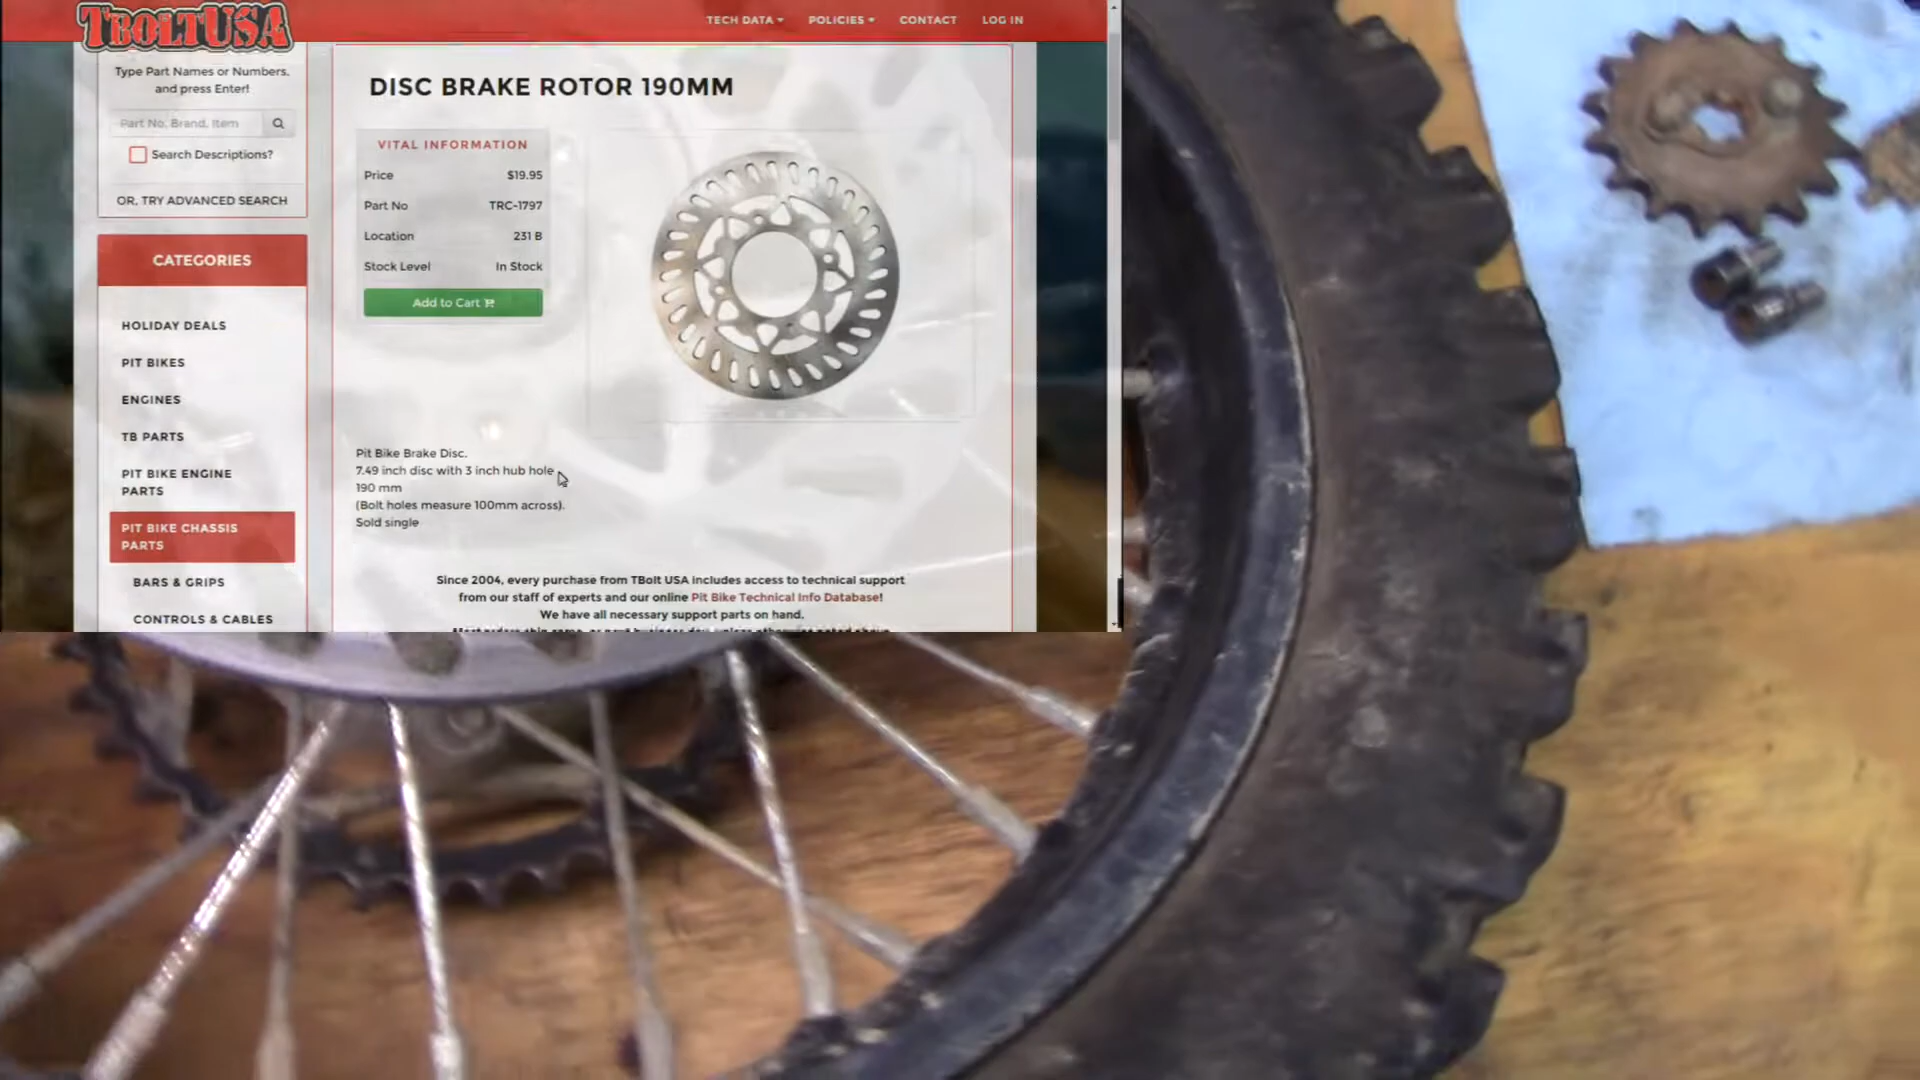 TBOLTUSA
TECH DATA
POLICIES
CONTACT
LOG IN
Type Part Names or Numbers,
and press Enter!
Part No, Brand, Item
Search Descriptions?
OR, TRY ADVANCED SEARCH
CATEGORIES
HOLIDAY DEALS
PIT BIKES
ENGINES
TB PARTS
PIT BIKE ENGINE
PARTS
PIT BIKE CHASSIS
PARTS
BARS & GRIPS
CONTROLS & CABLES
DISC BRAKE ROTOR 190MM
VITAL INFORMATION
Price $19.95
Part No TRC-1797
Location 231 B
Stock Level In Stock
Add to Cart
Pit Bike Brake Disc.
7.49 inch disc with 3 inch hub hole
190 mm
(Bolt holes measure 100mm across).
Sold single
Since 2004, every purchase from TBolt USA includes access to technical support
from our staff of experts and our online Pit Bike Technical Info Database!
We have all necessary support parts on hand.